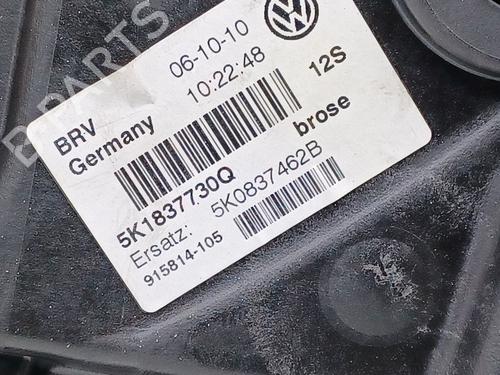 B-PARTS
06-10-10
10:22:48
BRV
Germany
12S
brose
5K1837730Q
Ersatz: 5K0837462B
915814-105